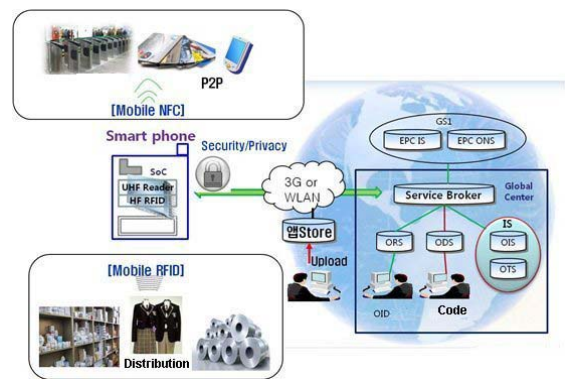 P2P
[Mobile NFC]
Smart phone
Security/Privacy
SoC
UHF Reader
HF RFID
3G or
WLAN
앱Store
Upload
GS1
EPC IS
EPC ONS
Service Broker
Global
Center
IS
ORS
ODS
OIS
OTS
OID
Code
[Mobile RFID]
Distribution